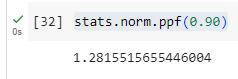 [32] stats.norm.ppf(0.90)
0s
1.2815515655446004